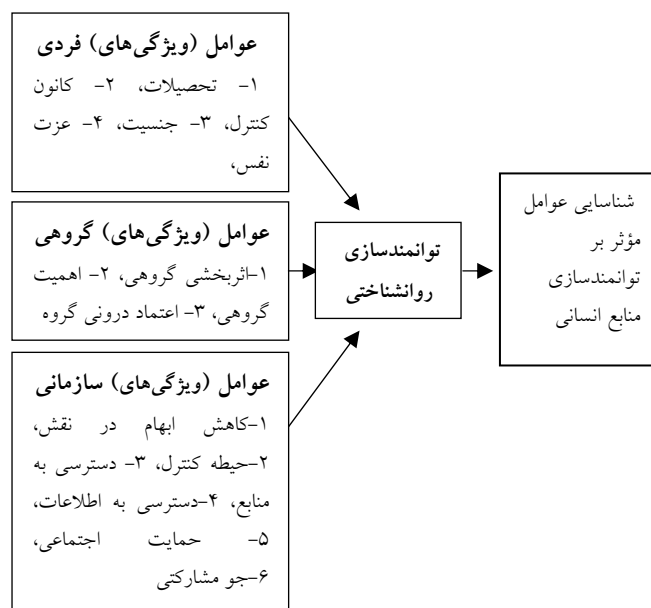 عوامل (ویژگی‌های) فردی
۱- تحصیلات، ۲- کانون
کنترل، ۳- جنسیت، ۴- عزت
نفس،
عوامل (ویژگی‌های) گروهی
۱-اثربخشی گروهی، ۲- اهمیت
گروهی، ۳- اعتماد درونی گروه
عوامل (ویژگی‌های) سازمانی
۱-کاهش ابهام در نقش،
۲-حیطه کنترل، ۳- دسترسی به
منابع، ۴-دسترسی به اطلاعات،
۵- حمایت اجتماعی،
۶-جو مشارکتی
توانمندسازی
روانشناختی
شناسایی عوامل
مؤثر بر
توانمندسازی
منابع انسانی